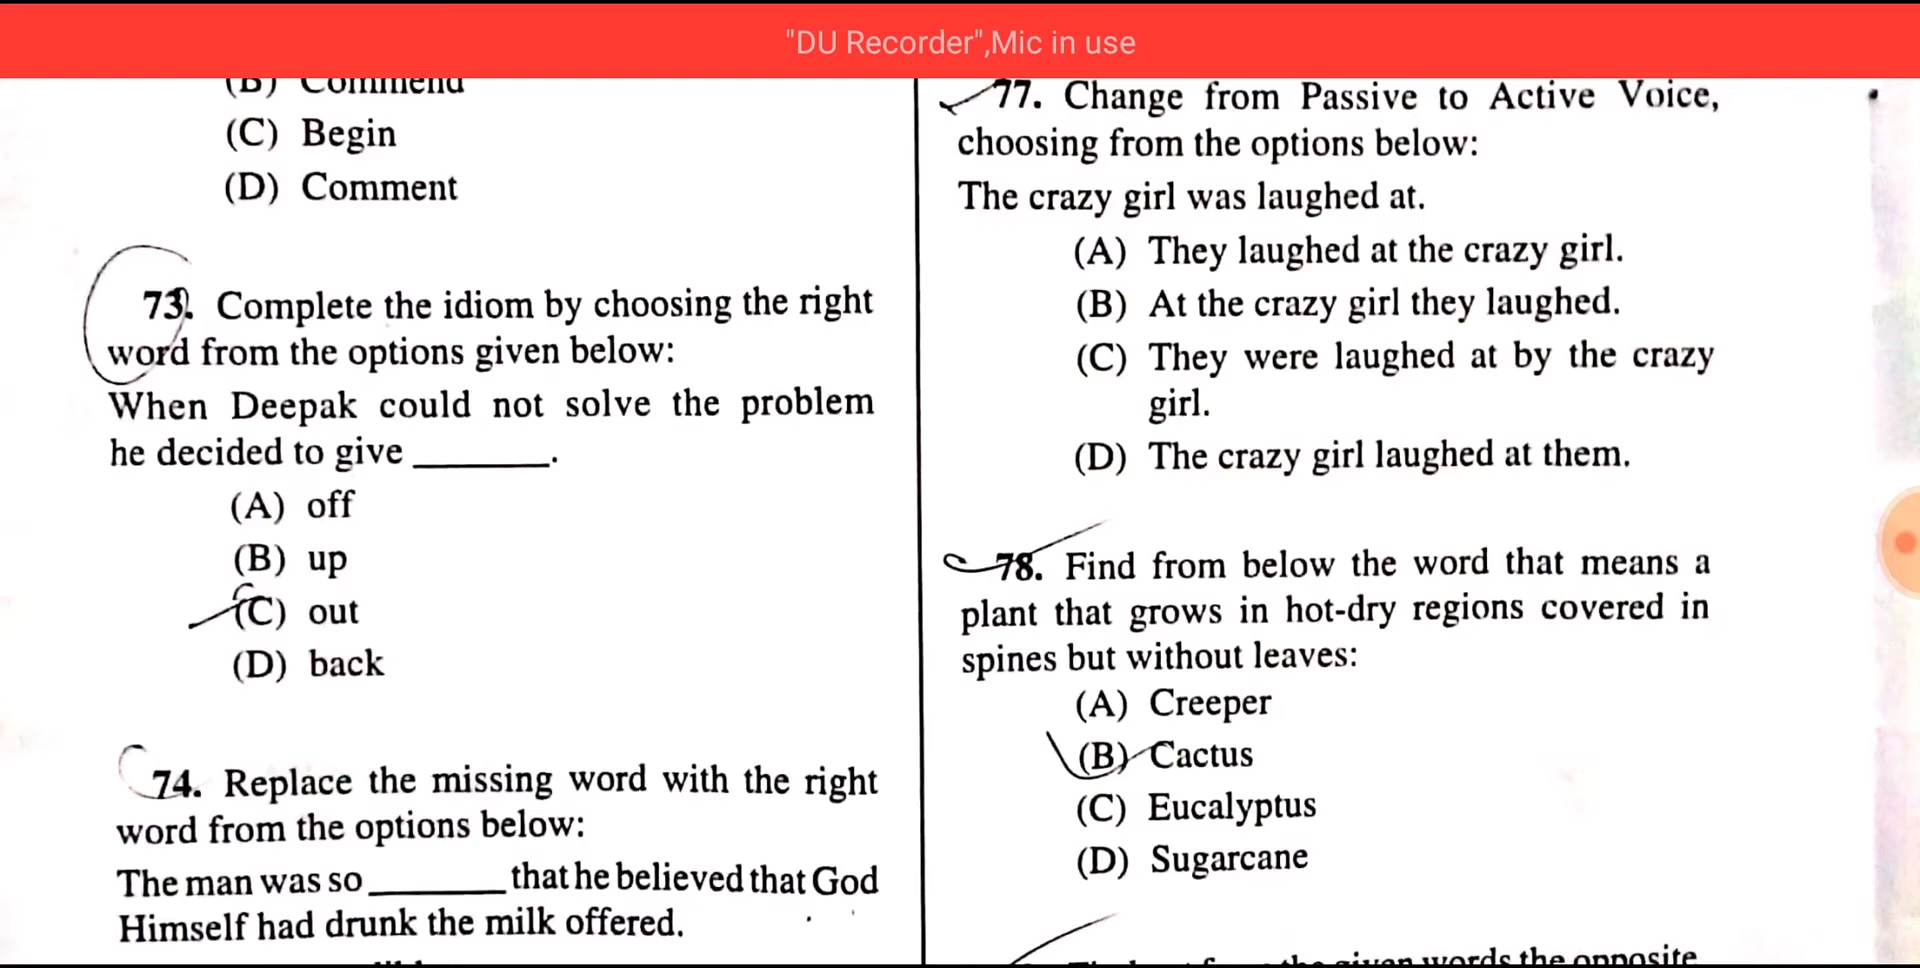 "DU Recorder",Mic in use
(B) Commend
(C) Begin
(D) Comment
73. Complete the idiom by choosing the right
word from the options given below:
When Deepak could not solve the problem
he decided to give ________.
(A) off
(B) up
(C) out
(D) back
74. Replace the missing word with the right
word from the options below:
The man was so ________ that he believed that God
Himself had drunk the milk offered.
77. Change from Passive to Active Voice,
choosing from the options below:
The crazy girl was laughed at.
(A) They laughed at the crazy girl.
(B) At the crazy girl they laughed.
(C) They were laughed at by the crazy
girl.
(D) The crazy girl laughed at them.
78. Find from below the word that means a
plant that grows in hot-dry regions covered in
spines but without leaves:
(A) Creeper
(B) Cactus
(C) Eucalyptus
(D) Sugarcane
given words the opposite